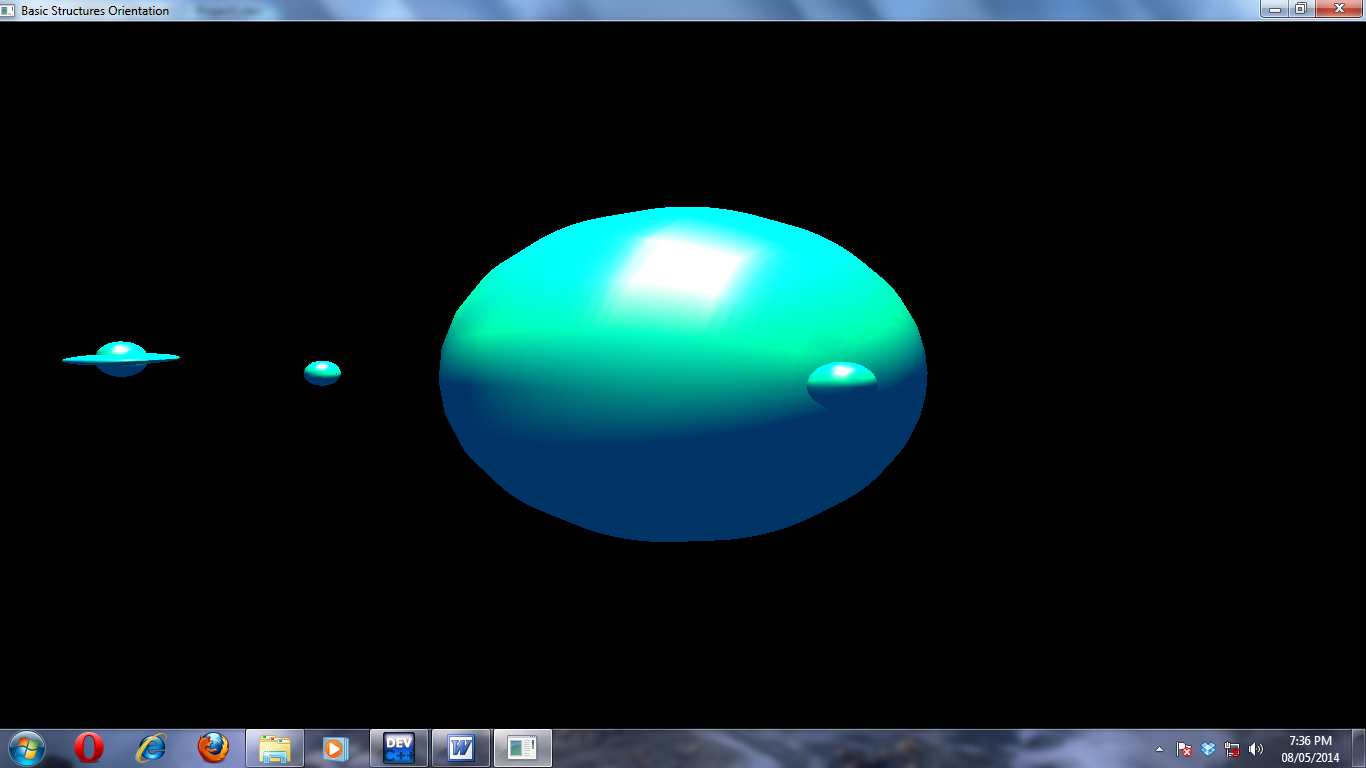 Basic Structures Orientation
DEV
C++
W
7:36 PM
08/05/2014